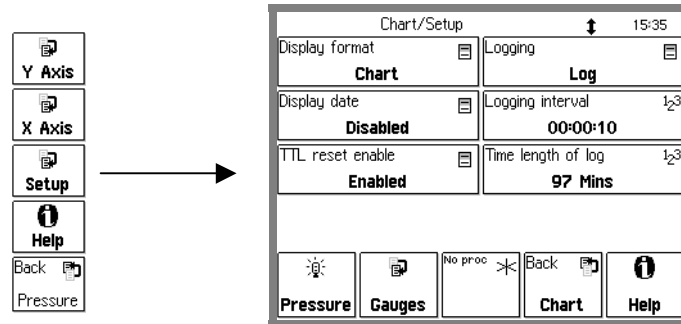 Y Axis
X Axis
Setup
Help
Back
Pressure
Chart/Setup 15:35
Display format Logging
Chart Log
Display date Logging interval 123
Disabled 00:00:10
TTL reset enable Time length of log 123
Enabled 97 Mins
No proc Back
Pressure Gauges Chart Help